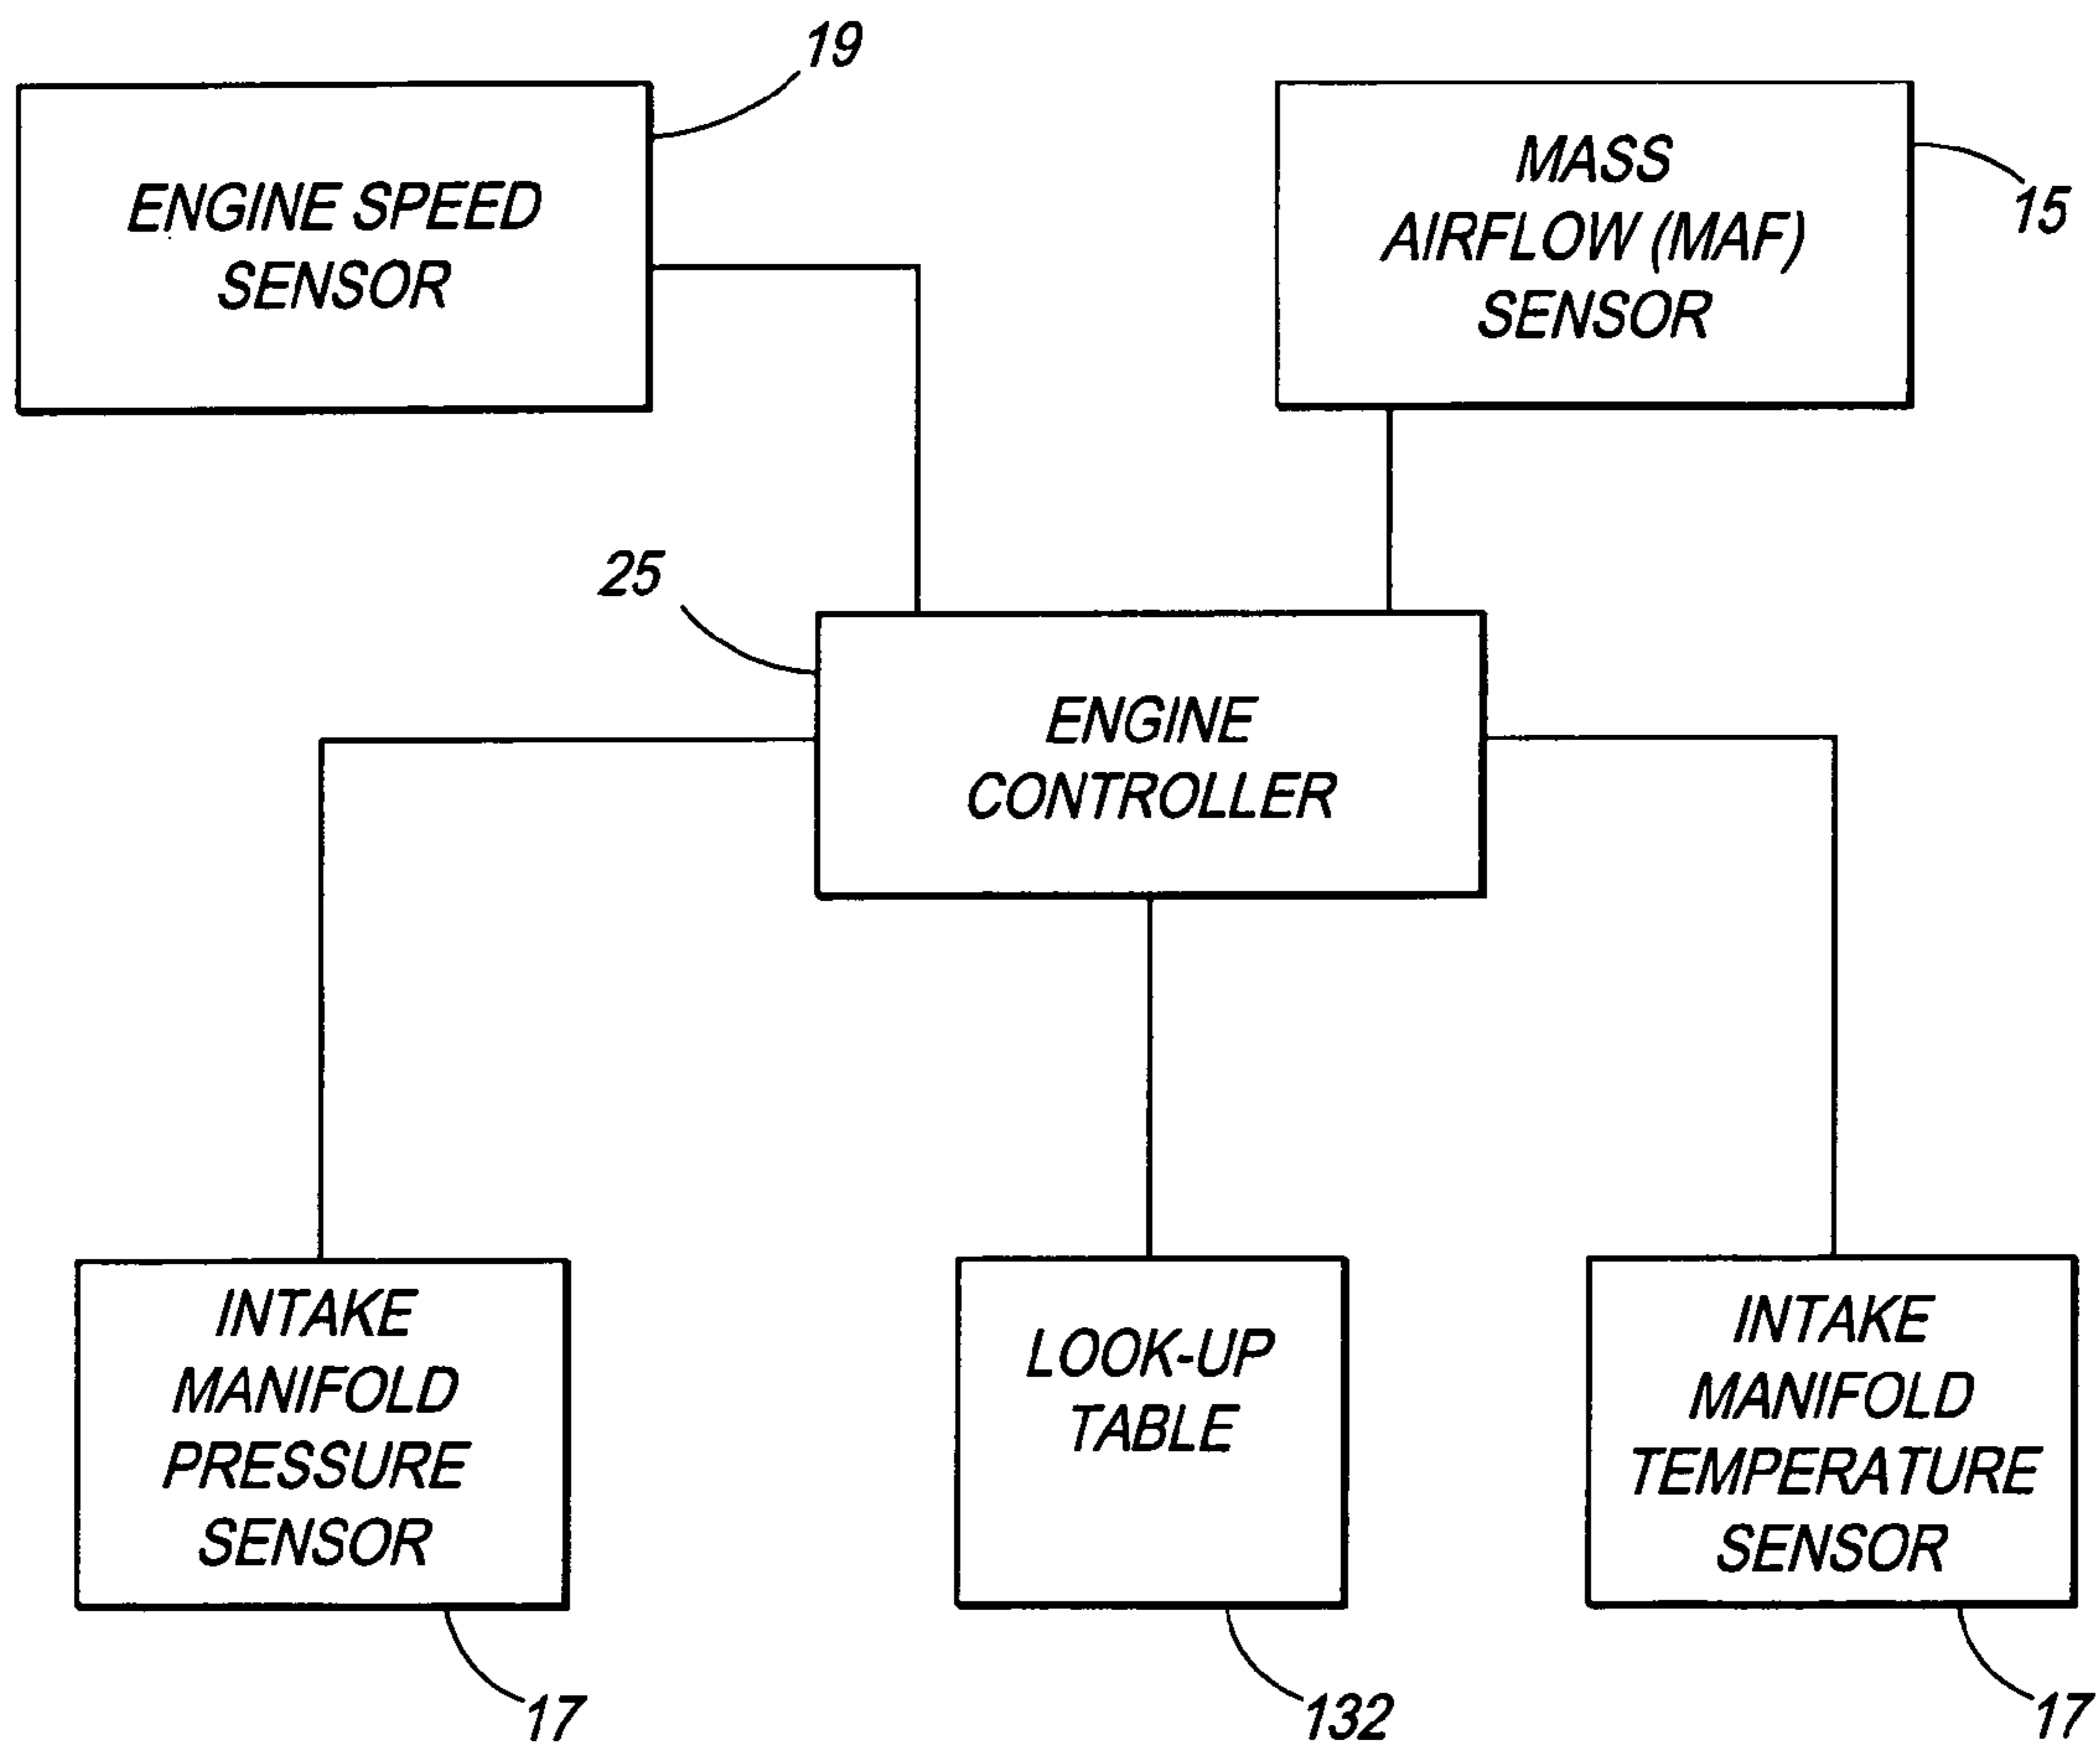 19
ENGINE SPEED
SENSOR
MASS
AIRFLOW (MAF)
SENSOR
15
25
ENGINE
CONTROLLER
INTAKE
MANIFOLD
PRESSURE
SENSOR
17
LOOK-UP
TABLE
132
INTAKE
MANIFOLD
TEMPERATURE
SENSOR
17